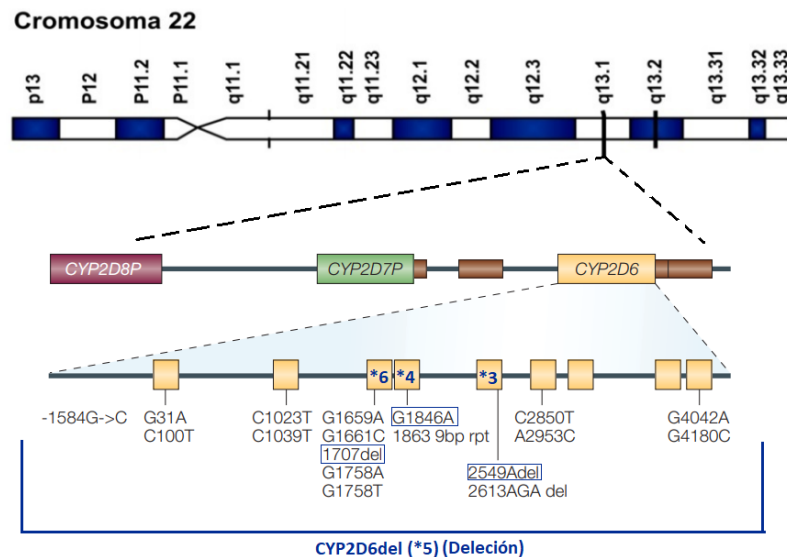 Cromosoma 22
p13 P12 P11.2 P11.1 q11.1 q11.21 q11.22 q11.23 q12.1 q12.2 q12.3 q13.1 q13.2 q13.31 q13.32 q13.33
CYP2D8P CYP2D7P CYP2D6
*6 *4 *3
-1584G->C G31A C1023T G1659A G1846A C2850T G4042A
C100T C1039T G1661C 1863 9bp rpt A2953C G4180C
1707del
G1758A 2549Adel
G1758T 2613AGA del
CYP2D6del (*5) (Deleción)